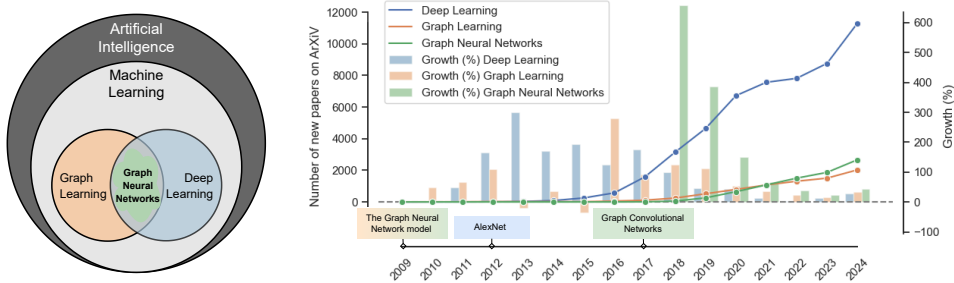 Artificial
Intelligence
Machine
Learning
Graph
Learning
Graph
Neural
Networks
Deep
Learning
Number of new papers on ArXiV
12000
10000
8000
6000
4000
2000
0
Deep Learning
Graph Learning
Graph Neural Networks
Growth (%) Deep Learning
Growth (%) Graph Learning
Growth (%) Graph Neural Networks
600
500
400
300
200
100
0
−100
Growth (%)
The Graph Neural
Network model
AlexNet
Graph Convolutional
Networks
2009
2010
2011
2012
2013
2014
2015
2016
2017
2018
2019
2020
2021
2022
2023
2024